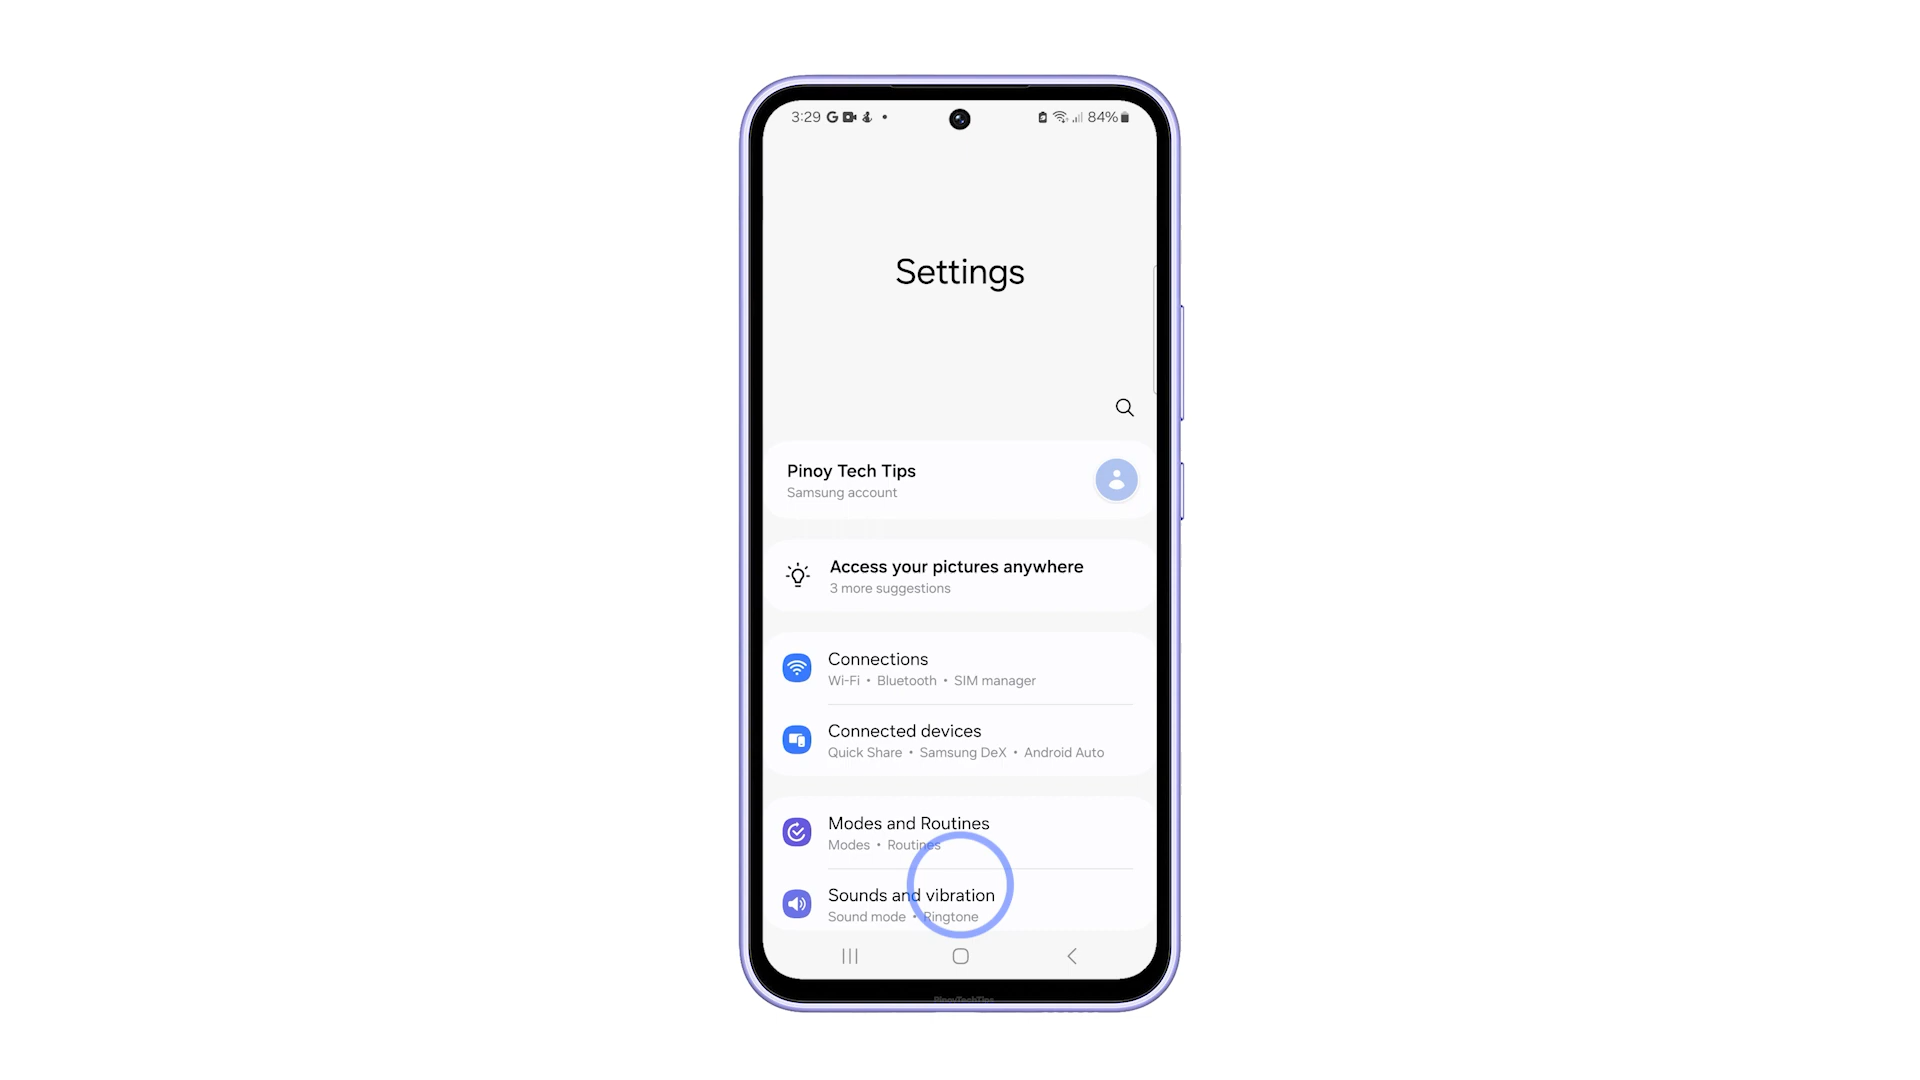 3:29 G 84%
Settings
Pinoy Tech Tips
Samsung account
Access your pictures anywhere
3 more suggestions
Connections
Wi-Fi • Bluetooth • SIM manager
Connected devices
Quick Share • Samsung DeX • Android Auto
Modes and Routines
Modes • Routines
Sounds and vibration
Sound mode • Ringtone
PinoyTechTips